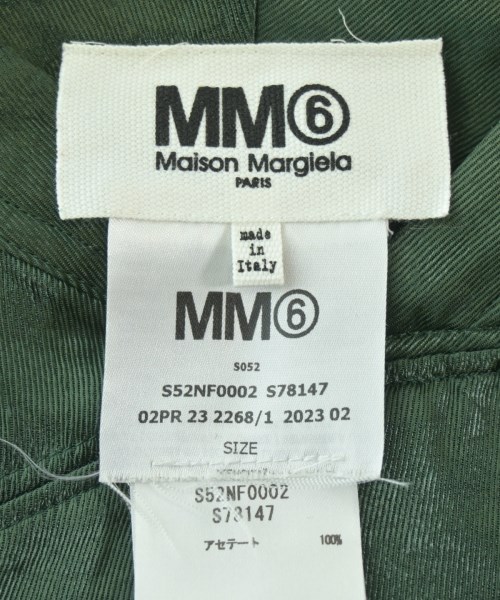 MM⑥
Maison Margiela
PARIS
made
in
Italy
MM⑥
S052
S52NF0002 S78147
02PR 23 2268/1 2023 02
SIZE
S52NF0002
S78147
アセテート 100%